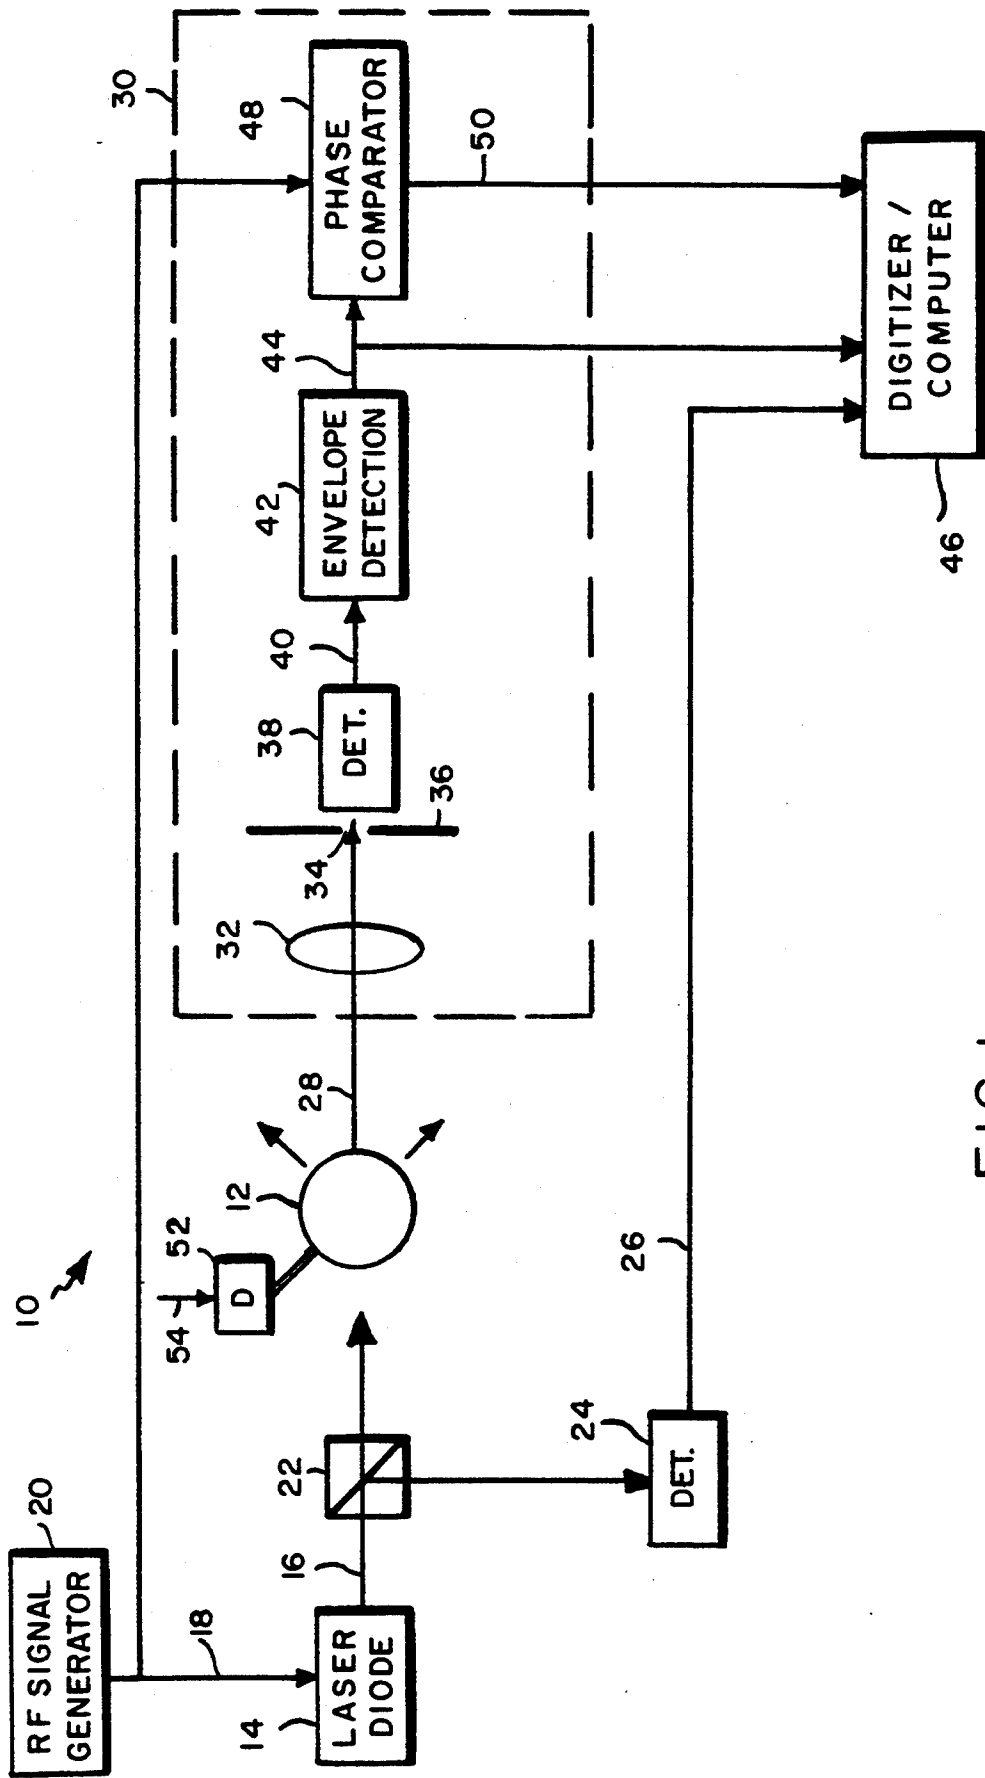 10
RF SIGNAL
GENERATOR
20
18
14
LASER
DIODE
16
22
24
DET.
26
54
52
D
12
28
30
32
34
36
38
DET.
40
42
ENVELOPE
DETECTION
44
48
PHASE
COMPARATOR
50
DIGITIZER /
COMPUTER
46